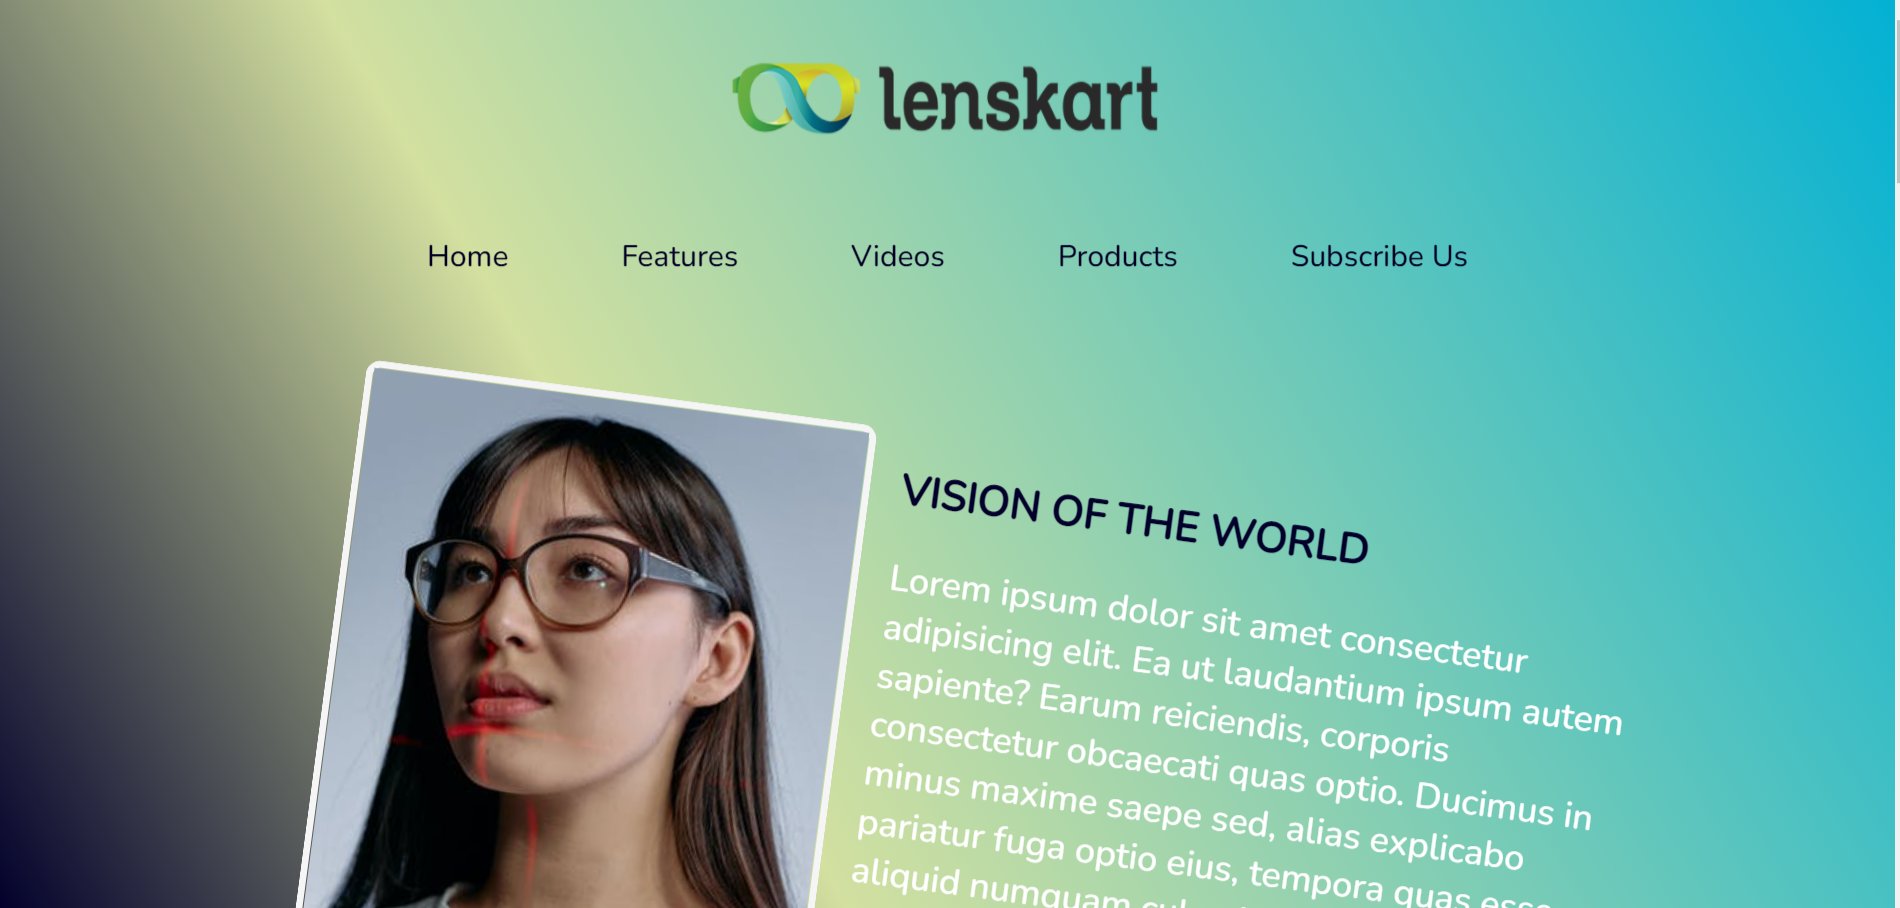 lenskart
Home Features Videos Products Subscribe Us
VISION OF THE WORLD
Lorem ipsum dolor sit amet consectetur
adipisicing elit. Ea ut laudantium ipsum autem
sapiente? Earum reiciendis, corporis
consectetur obcaecati quas optio. Ducimus in
minus maxime saepe sed, alias explicabo
pariatur fuga optio eius, tempora quas esse
aliquid numquam